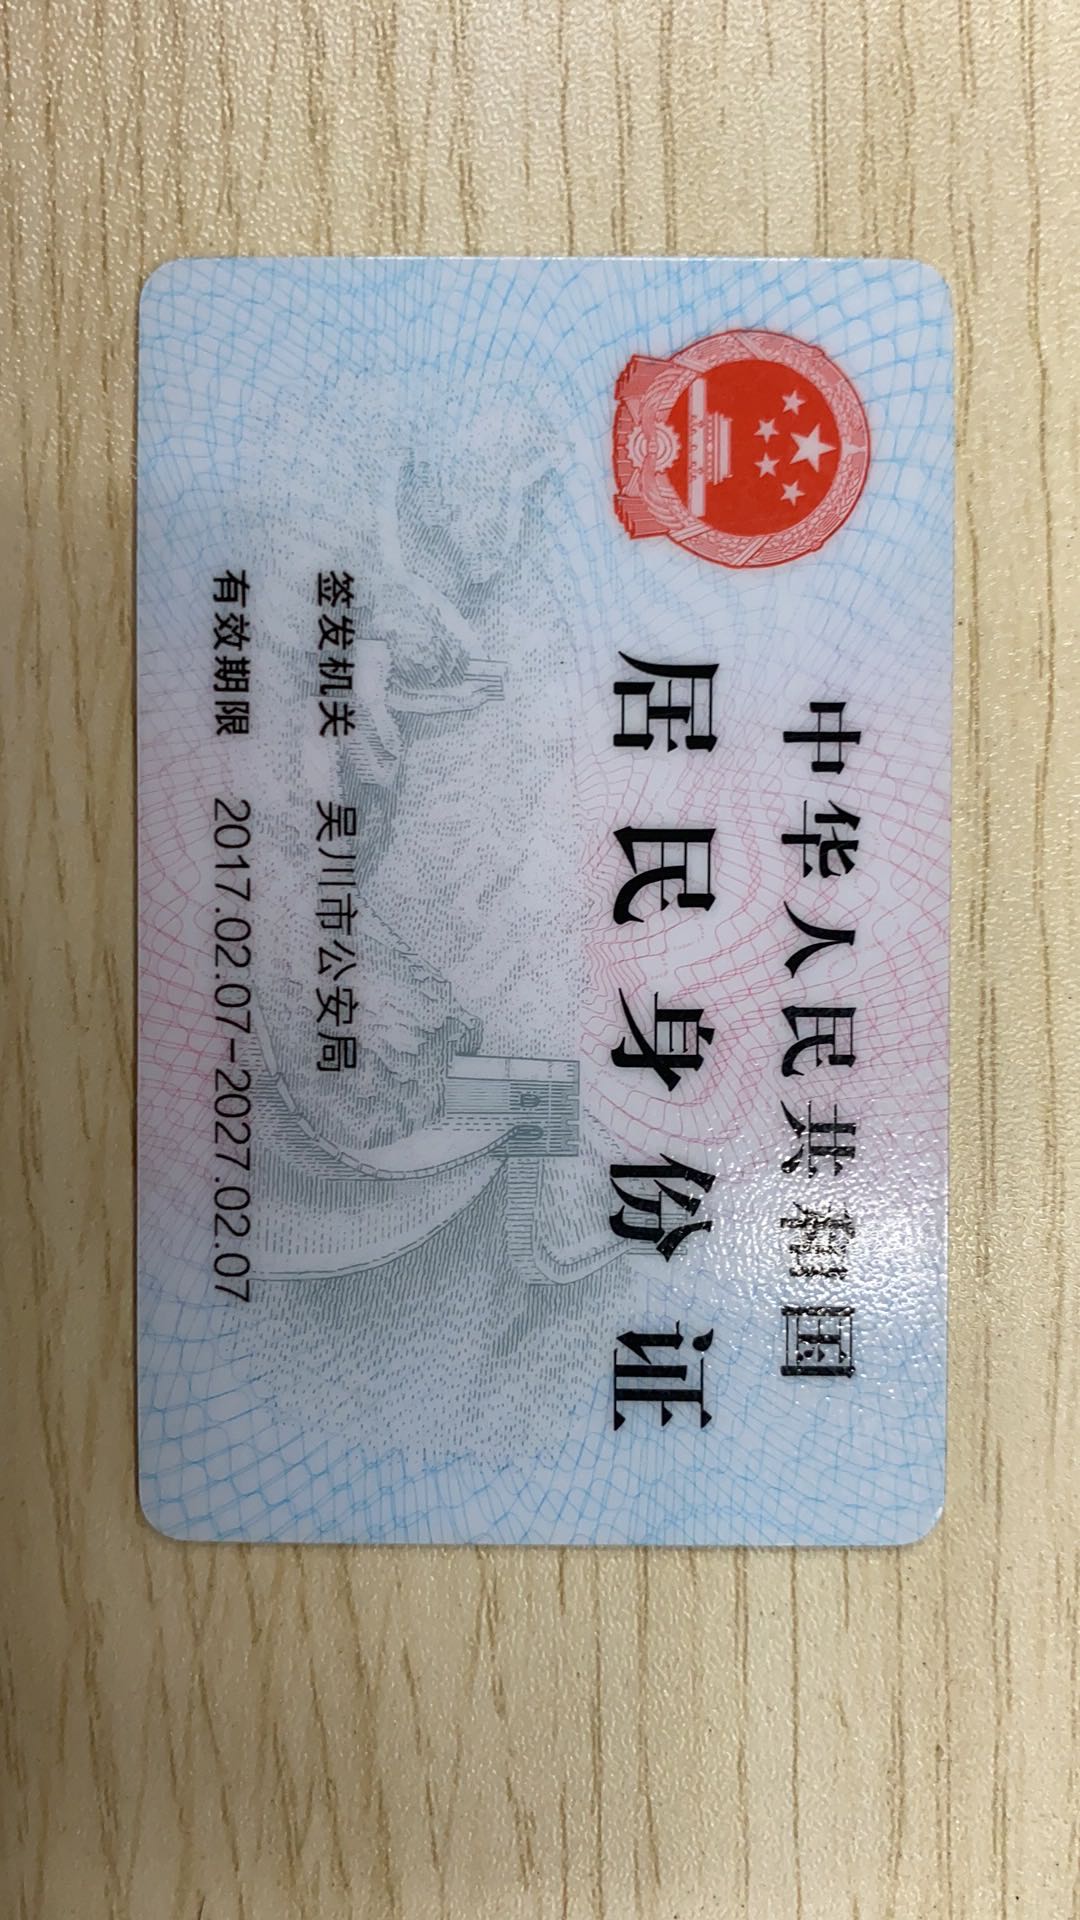 中华人民共和国
居民身份证
签发机关 吴川市公安局
有效期限 2017.02.07-2027.02.07